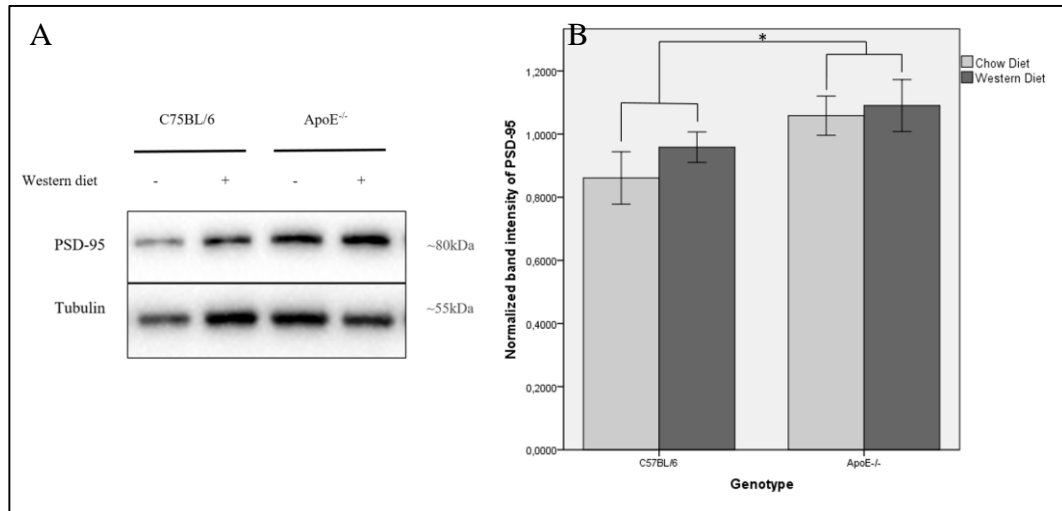 A
C75BL/6 ApoE-/-
Western diet - + - +
PSD-95 ~80kDa
Tubulin ~55kDa
B
*
Chow Diet
Western Diet
Normalized band intensity of PSD-95
1,2000
1,0000
0,8000
0,6000
0,4000
0,2000
0,0000
C57BL/6 ApoE-/-
Genotype